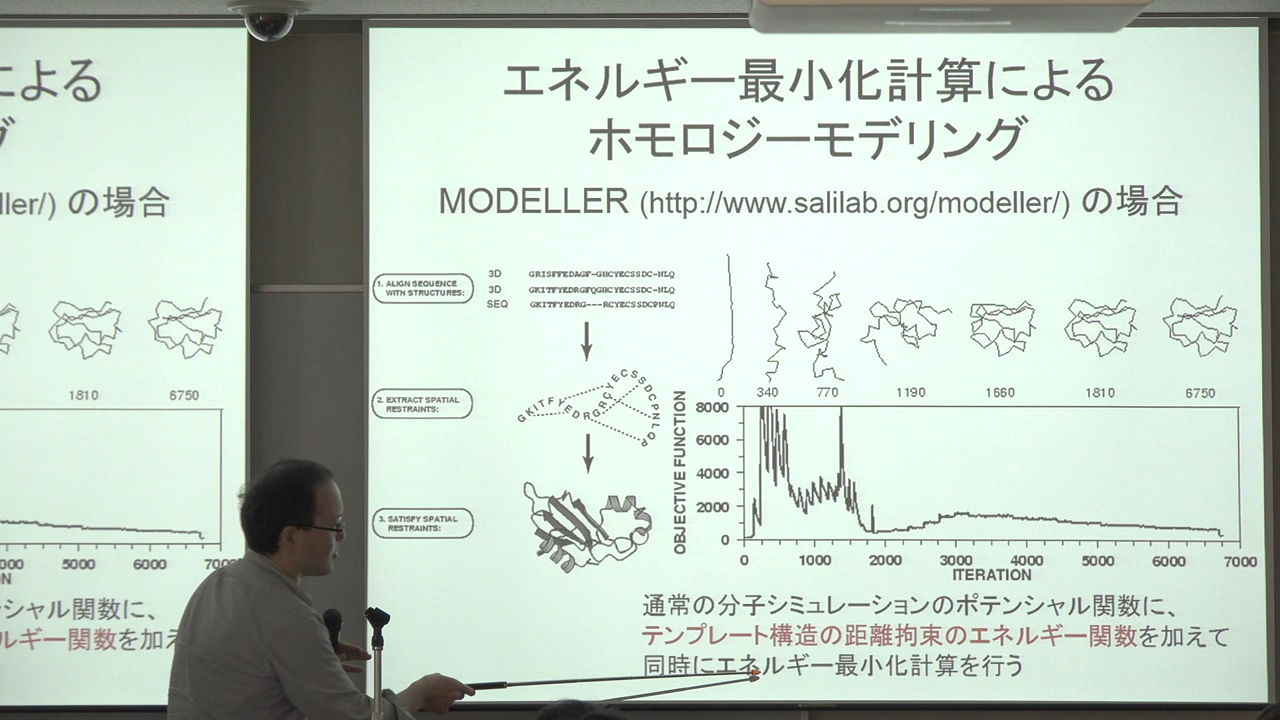 による
グ
ller/) の場合
1810
6750
5000
6000
7000
ンシャル関数に、
ルギー関数を加え
エネルギー最小化計算による
ホモロジーモデリング
MODELLER (http://www.salilab.org/modeller/) の場合
1. ALIGN SEQUENCE
WITH STRUCTURES:
3D GRISFFEDAGF-GHCYECSSDC-NLQ
3D GKITFYEDRGFQGHCYECSSDC-NLQ
SEQ GKITFYEDRG---RCYECSSDCPNLQ
2. EXTRACT SPATIAL
RESTRAINTS:
GKITFYEDRGRCYECSSDCPNLQ
3. SATISFY SPATIAL
RESTRAINTS:
0 340 770 1190 1660 1810 6750
OBJECTIVE FUNCTION
8000
6000
4000
2000
0
0 1000 2000 3000 4000 5000 6000 7000
ITERATION
通常の分子シミュレーションのポテンシャル関数に、
テンプレート構造の距離拘束のエネルギー関数を加えて
同時にエネルギー最小化計算を行う